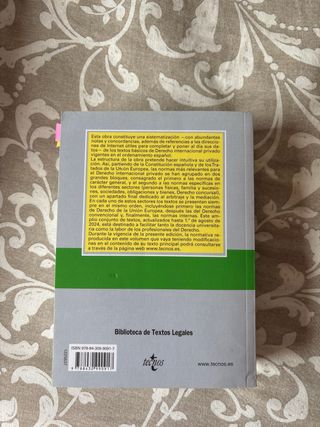 Esta obra constituye una sistematización —con abundantes
notas y concordancias, además de referencias a las direccio-
nes de Internet útiles para completar y poner al día sus da-
tos— de los textos básicos de Derecho internacional privado
vigentes en el ordenamiento español.
La estructura de la obra pretende hacer intuitiva su utiliza-
ción. Así, partiendo de la Constitución española y de los Tra-
tados de la Unión Europea, las normas más relevantes para
el Derecho internacional privado se han agrupado en dos
grandes bloques, consagrado el primero a las normas de
carácter general, y el segundo a las normas específicas en
los diferentes sectores (personas físicas, familia y sucesio-
nes, sociedades, obligaciones y bienes, Derecho concursal),
con un apartado final dedicado al arbitraje y la mediación.
En cada uno de estos sectores los textos se presentan siem-
pre en el mismo orden, incluyéndose primero las normas
de Derecho de la Unión Europea, después las del Derecho
convencional y, finalmente, las normas internas. Este am-
plio conjunto de textos, actualizados hasta 1.º de agosto de
2024, está destinado a facilitar tanto la docencia universita-
ria como la labor de los profesionales del Derecho.
Durante la vigencia de la presente edición, la normativa re-
producida en este volumen que vaya teniendo modificacio-
nes en el contenido de su texto principal podrá consultarse
a través de la página web www.tecnos.es.
Biblioteca de Textos Legales
ISBN 978-84-309-9091-7
9 788430 990917
tecnos
www.tecnos.es